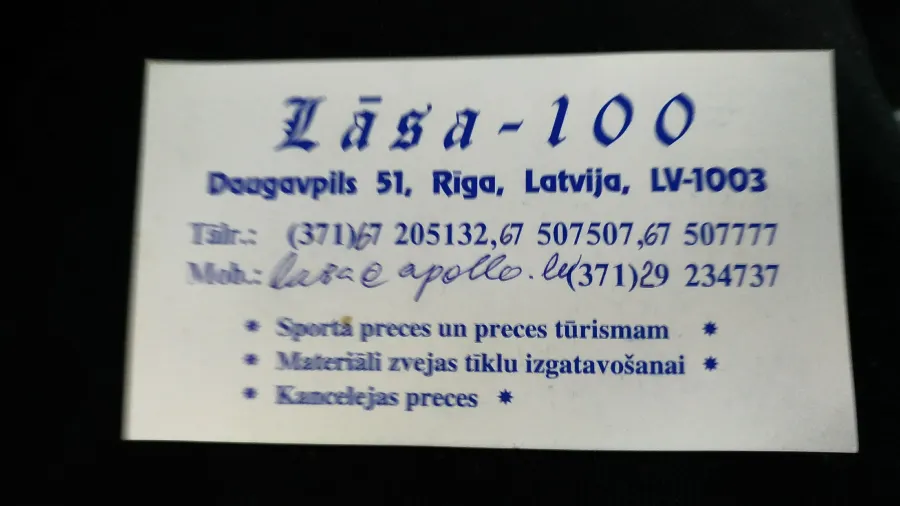 Lāsa-100
Daugavpils 51, Rīga, Latvija, LV-1003
Tālr.: (371)67 205132,67 507507,67 507777
Mob.: lasa@apollo.lv (371)29 234737
* Sporta preces un preces tūrismam *
* Materiāli zvejas tīklu izgatavošanai *
* Kancelejas preces *